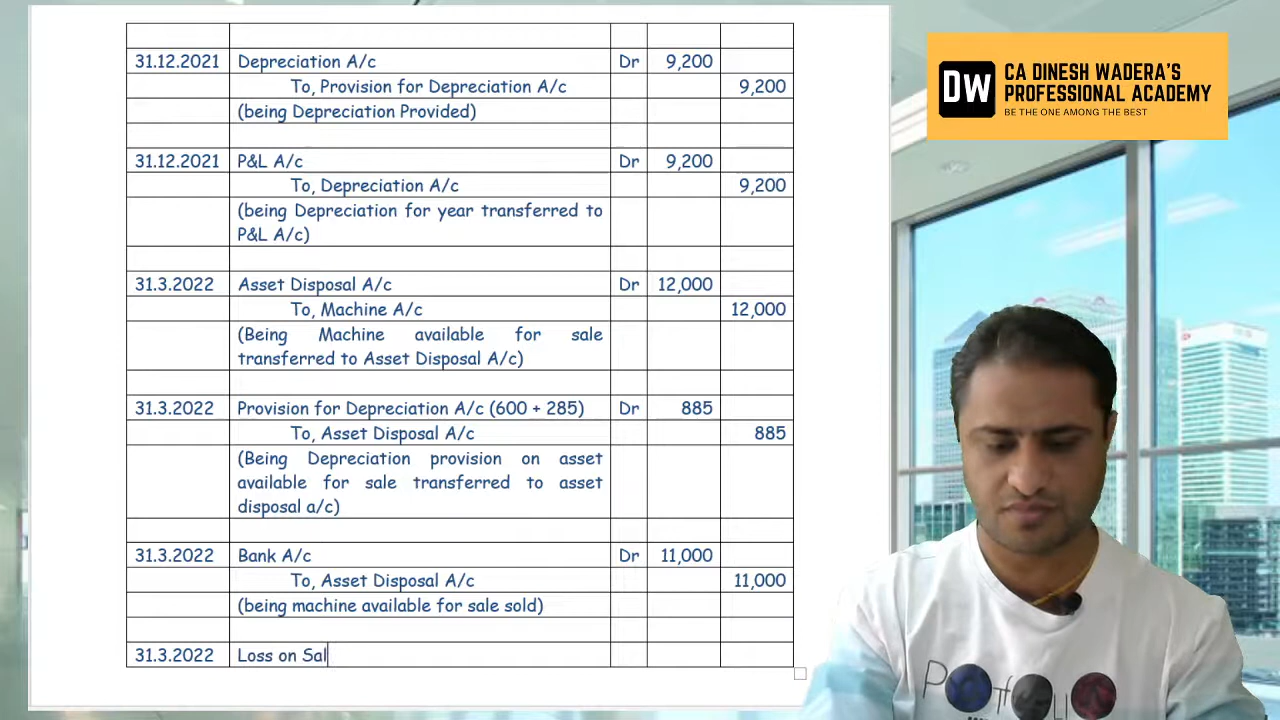 31.12.2021 Depreciation A/c Dr 9,200
To, Provision for Depreciation A/c 9,200
(being Depreciation Provided)
31.12.2021 P&L A/c Dr 9,200
To, Depreciation A/c 9,200
(being Depreciation for year transferred to
P&L A/c)
31.3.2022 Asset Disposal A/c Dr 12,000
To, Machine A/c 12,000
(Being Machine available for sale
transferred to Asset Disposal A/c)
31.3.2022 Provision for Depreciation A/c (600 + 285) Dr 885
To, Asset Disposal A/c 885
(Being Depreciation provision on asset
available for sale transferred to asset
disposal a/c)
31.3.2022 Bank A/c Dr 11,000
To, Asset Disposal A/c 11,000
(being machine available for sale sold)
31.3.2022 Loss on Sal
DW
CA DINESH WADERA'S
PROFESSIONAL ACADEMY
BE THE ONE AMONG THE BEST